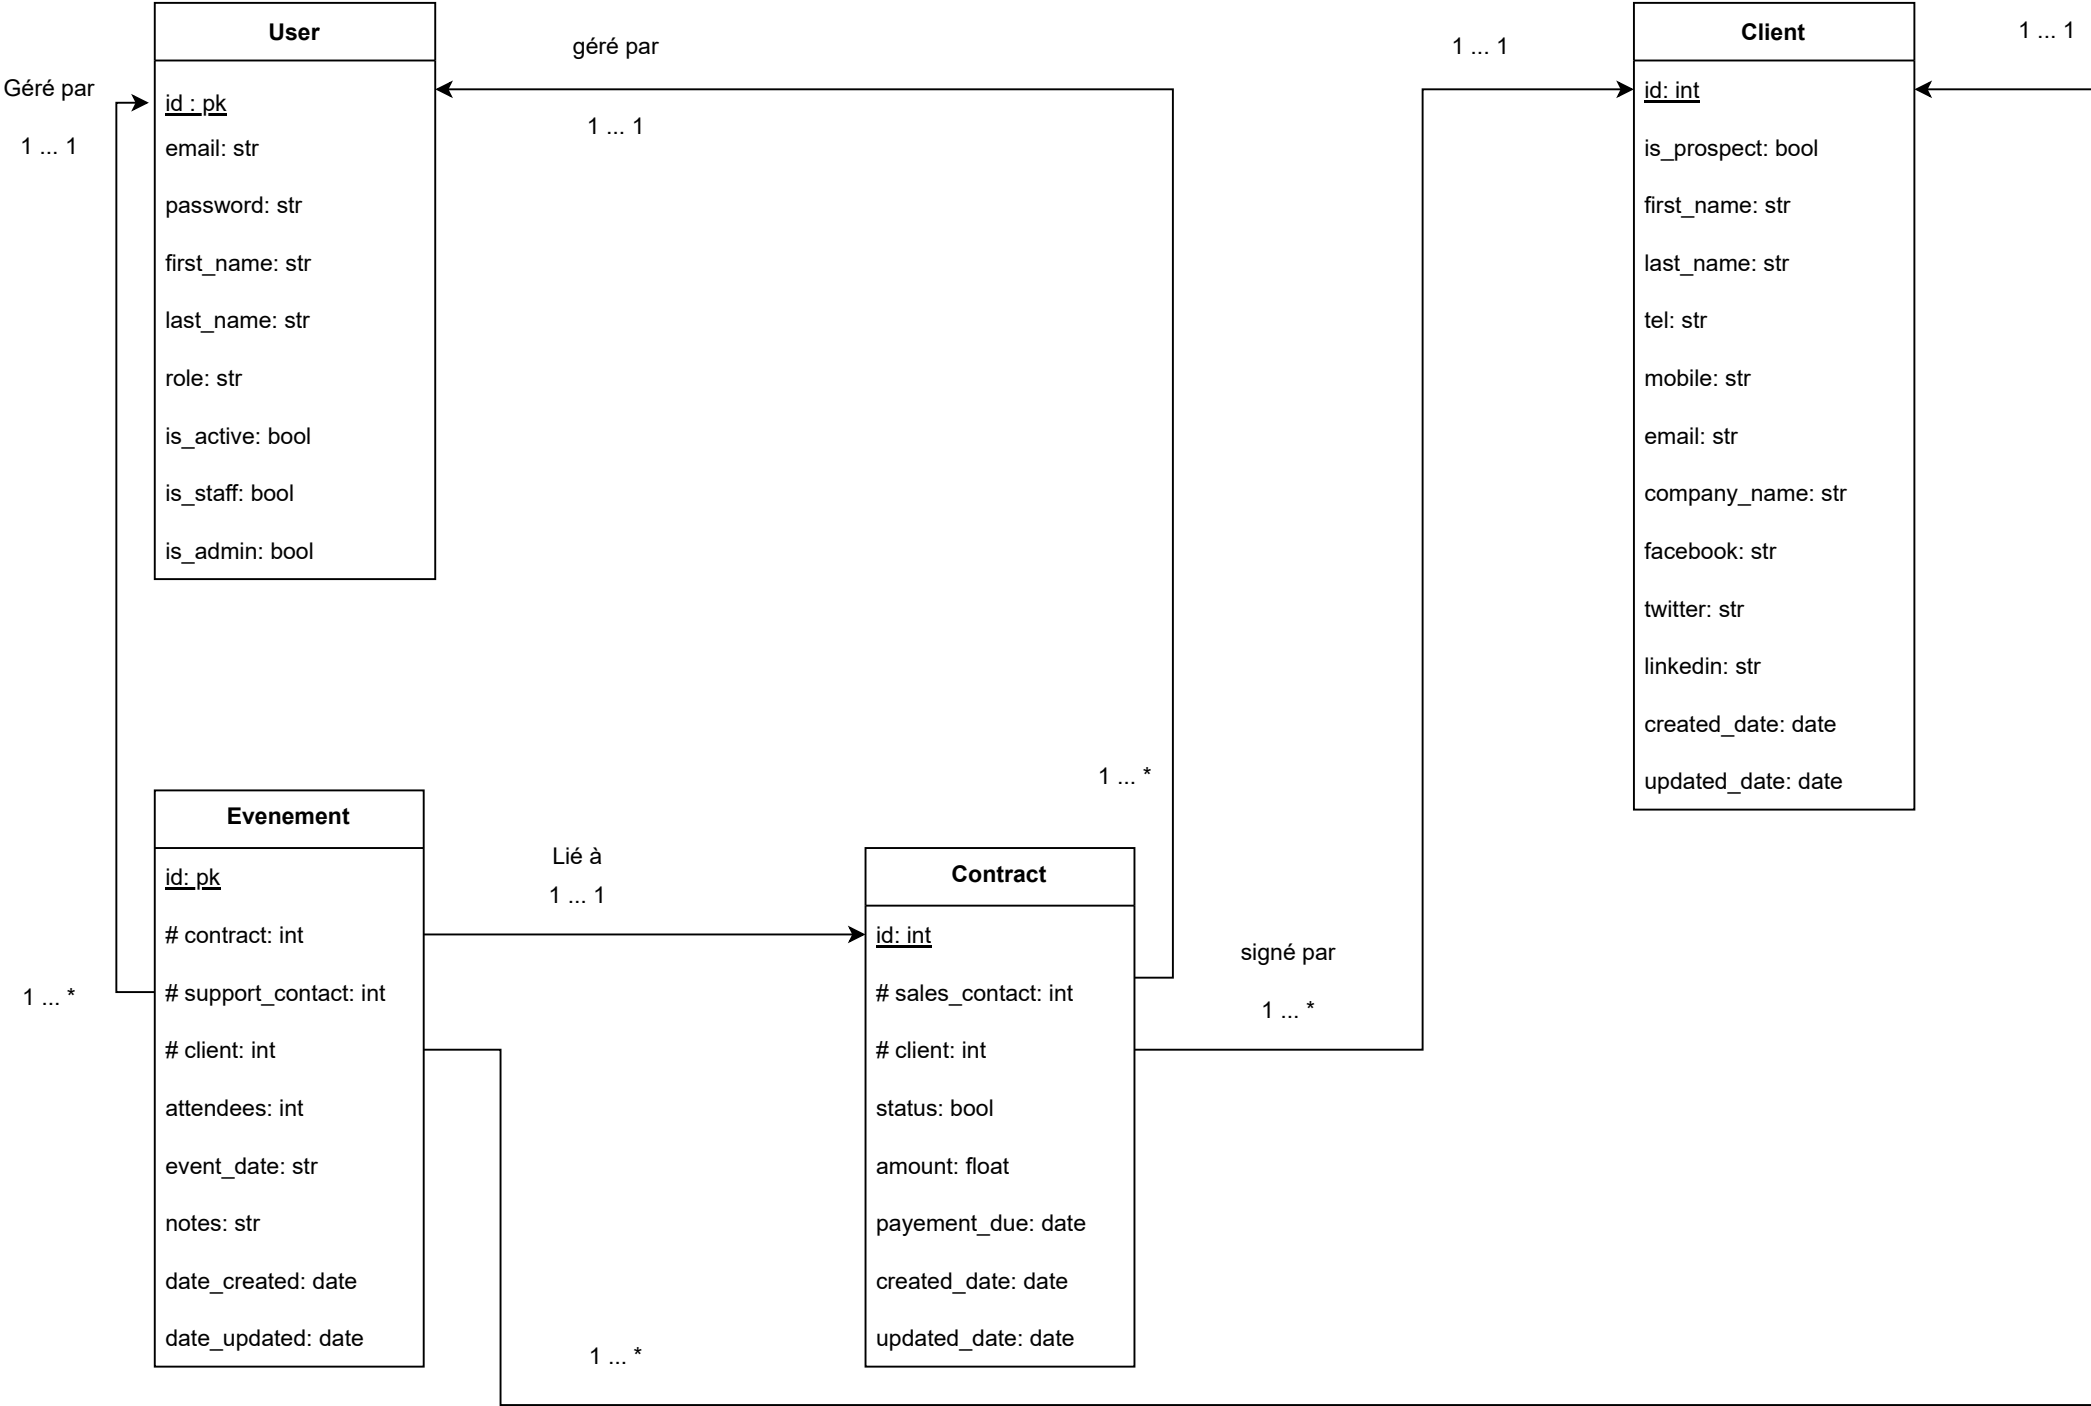 User
id : pk
email: str
password: str
first_name: str
last_name: str
role: str
is_active: bool
is_staff: bool
is_admin: bool
Géré par
1 ... 1
géré par
1 ... 1
1 ... 1
Client
id: int
is_prospect: bool
first_name: str
last_name: str
tel: str
mobile: str
email: str
company_name: str
facebook: str
twitter: str
linkedin: str
created_date: date
updated_date: date
1 ... 1
1 ... *
Evenement
id: pk
# contract: int
# support_contact: int
# client: int
attendees: int
event_date: str
notes: str
date_created: date
date_updated: date
1 ... *
Lié à
1 ... 1
Contract
id: int
# sales_contact: int
# client: int
status: bool
amount: float
payement_due: date
created_date: date
updated_date: date
signé par
1 ... *
1 ... *